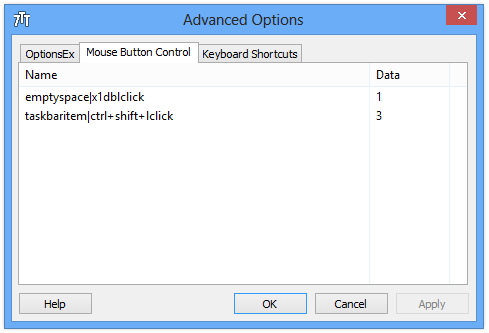 7TT Advanced Options
OptionsEx Mouse Button Control Keyboard Shortcuts
Name Data
emptyspace|x1dblclick 1
taskbaritem|ctrl+shift+lclick 3
Help OK Cancel Apply